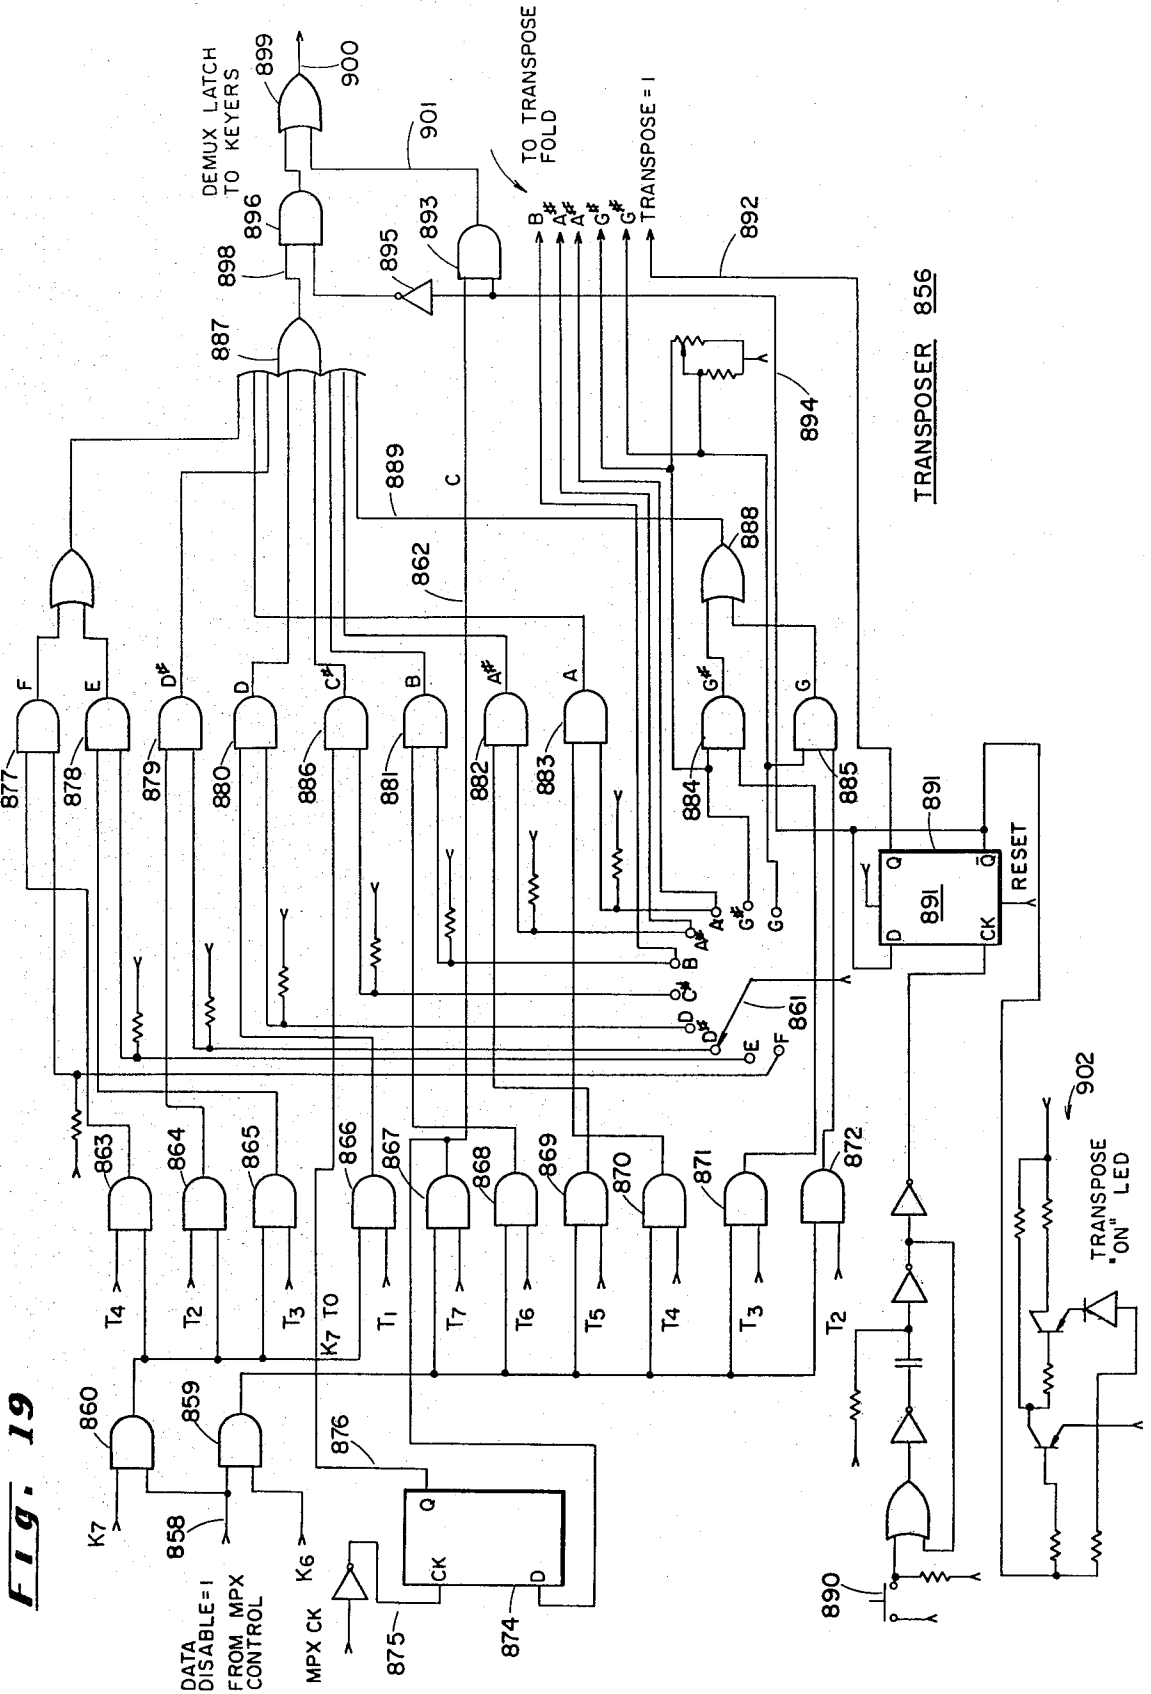 Fig. 19
DATA
DISABLE = 1
FROM MPX
CONTROL
K7
858
860
859
K6
MPX CK
875
876
874
CK
Q
D
K7 TO
T4
T2
T3
T1
T7
T6
T5
T4
T3
T2
863
864
865
866
867
868
869
870
871
872
877
878
879
880
886
881
882
883
884
885
F
E
D#
D
C#
B
A#
A
G#
G
F
E
D#
D
C#
B
A#
A
G#
G
861
862
C
887
888
889
898
896
895
893
899
900
901
DEMUX LATCH
TO KEYERS
TO TRANSPOSE
FOLD
B
A#
A
G#
G
TRANSPOSE = 1
892
894
890
891
891
D
Q
CK
Q̄
RESET
902
TRANSPOSE
"ON" LED
TRANSPOSER 856